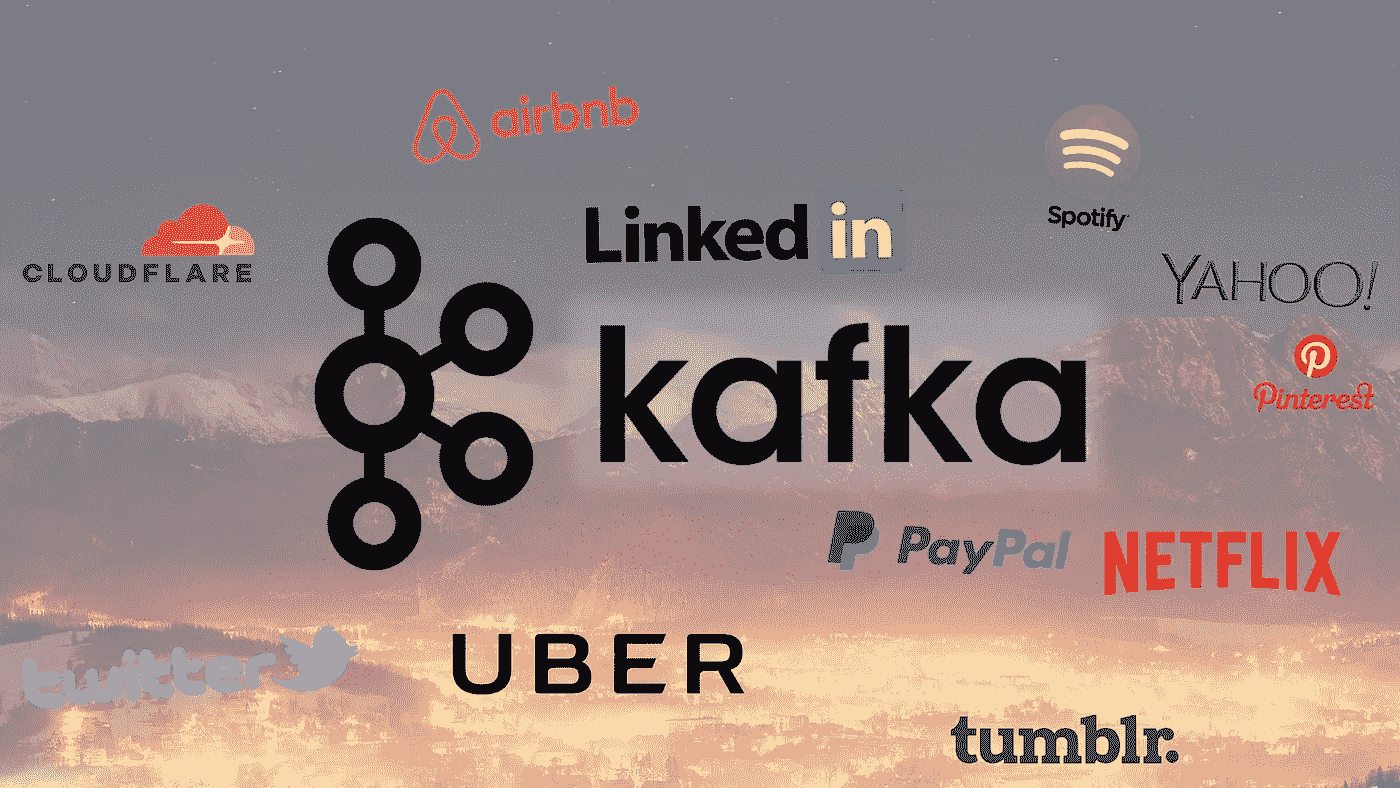 airbnb
Spotify
Linked in
CLOUDFLARE
YAHOO!
kafka
Pinterest
PayPal
NETFLIX
twitter
UBER
tumblr.